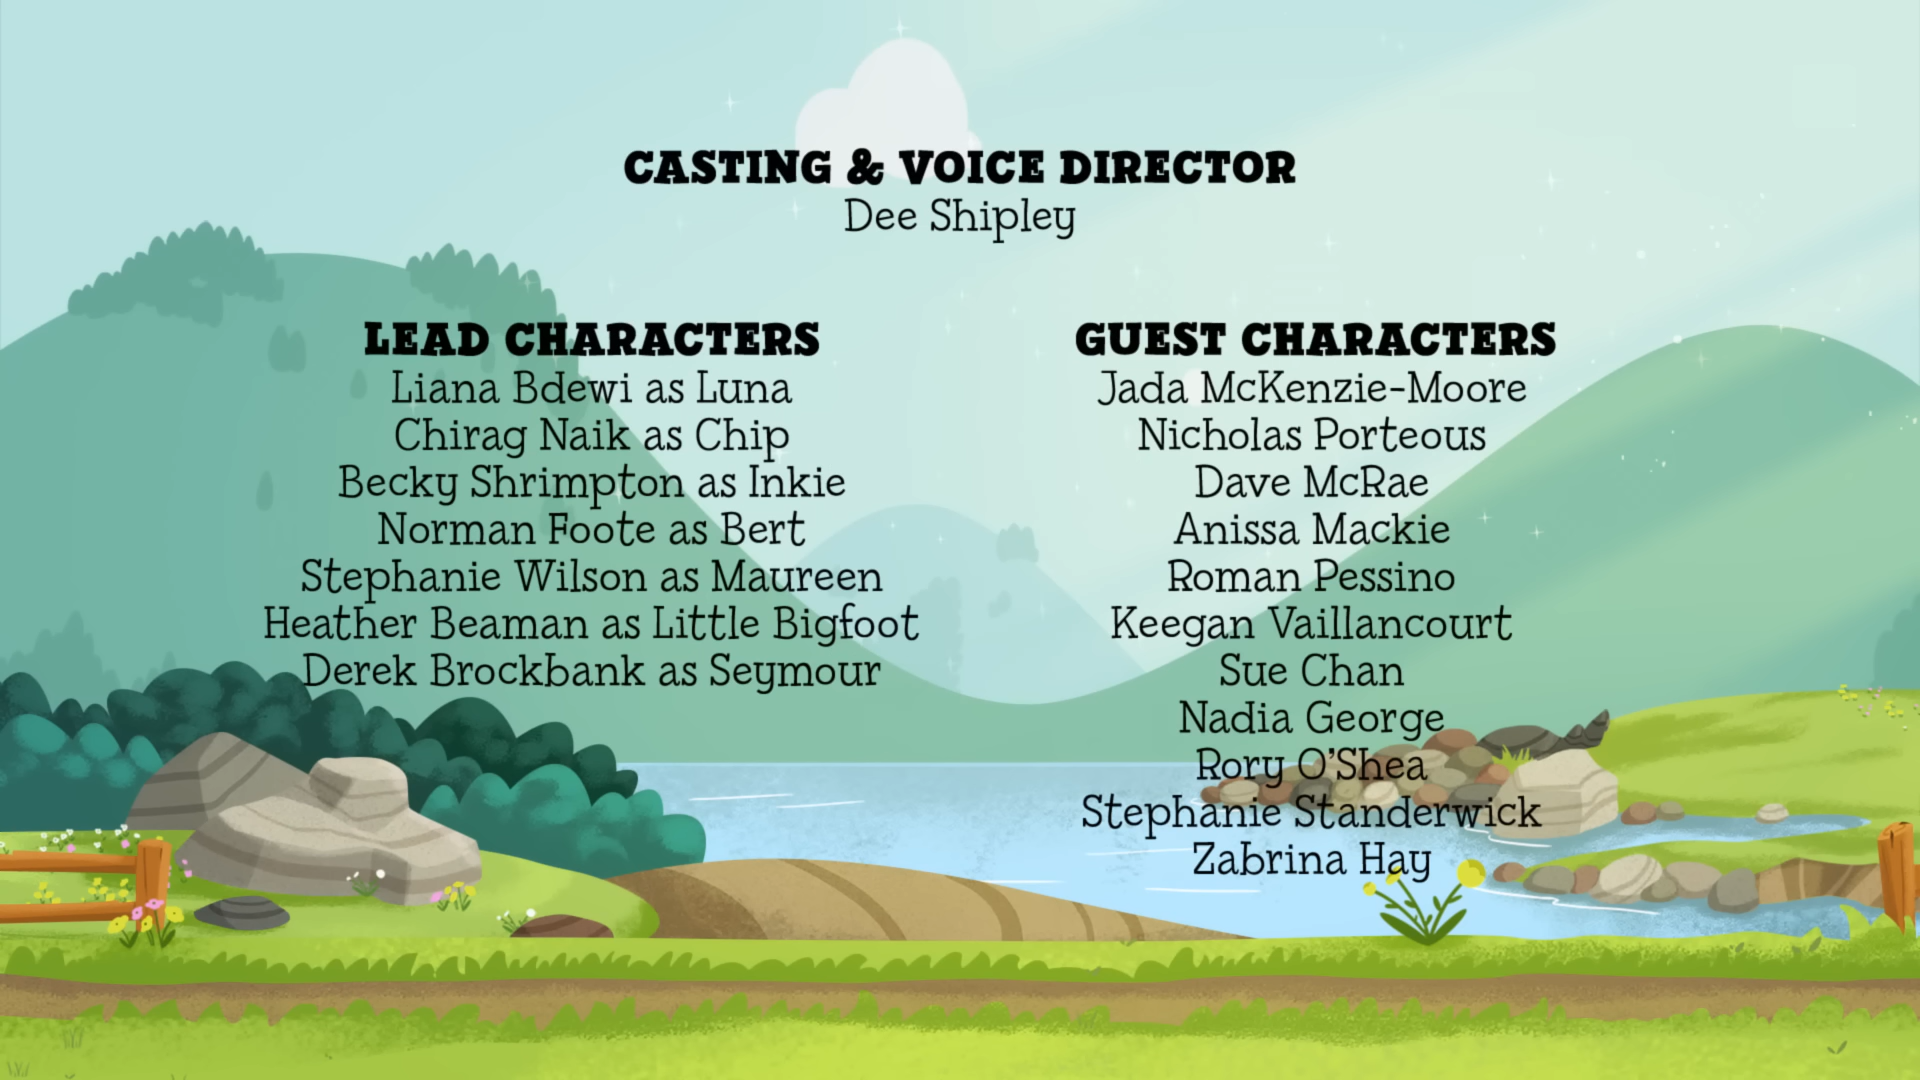 CASTING & VOICE DIRECTOR
Dee Shipley
LEAD CHARACTERS
Liana Bdewi as Luna
Chirag Naik as Chip
Becky Shrimpton as Inkie
Norman Foote as Bert
Stephanie Wilson as Maureen
Heather Beaman as Little Bigfoot
Derek Brockbank as Seymour
GUEST CHARACTERS
Jada McKenzie-Moore
Nicholas Porteous
Dave McRae
Anissa Mackie
Roman Pessino
Keegan Vaillancourt
Sue Chan
Nadia George
Rory O'Shea
Stephanie Standerwick
Zabrina Hay